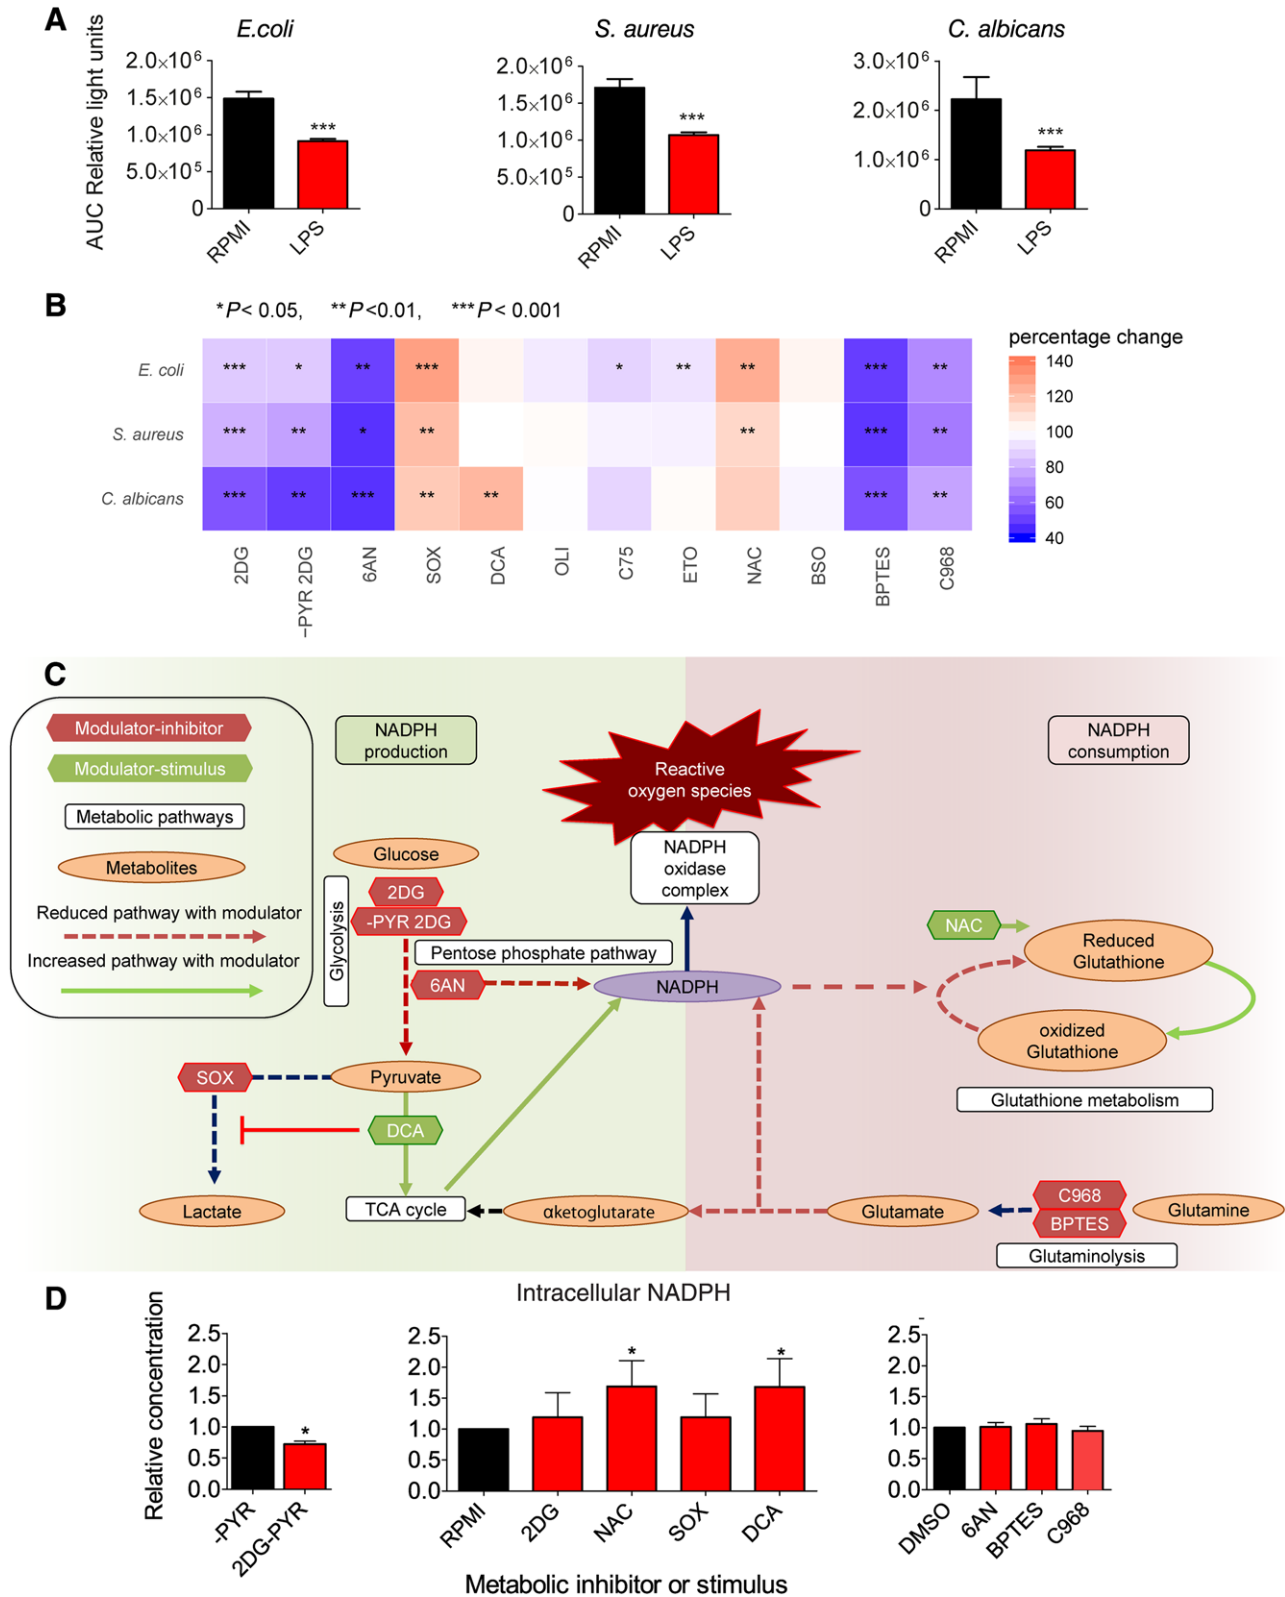 A
E.coli
S. aureus
C. albicans
AUC Relative light units
2.0×10⁶
1.5×10⁶
1.0×10⁶
5.0×10⁵
0
***
RPMI
LPS
2.0×10⁶
1.5×10⁶
1.0×10⁶
5.0×10⁵
0
***
RPMI
LPS
3.0×10⁶
2.0×10⁶
1.0×10⁶
0
***
RPMI
LPS
B
*P< 0.05, **P<0.01, ***P< 0.001
E. coli *** * ** *** * ** ** *** **
S. aureus *** ** * ** ** *** **
C. albicans *** ** *** ** ** *** **
2DG
−PYR 2DG
6AN
SOX
DCA
OLI
C75
ETO
NAC
BSO
BPTES
C968
percentage change
140
120
100
80
60
40
C
Modulator-inhibitor
Modulator-stimulus
Metabolic pathways
Metabolites
Reduced pathway with modulator
Increased pathway with modulator
NADPH
production
Reactive
oxygen species
NADPH
consumption
NADPH
oxidase
complex
Glucose
2DG
-PYR 2DG
Glycolysis
Pentose phosphate pathway
6AN
NADPH
NAC
Reduced
Glutathione
oxidized
Glutathione
Glutathione metabolism
SOX
Pyruvate
DCA
Lactate
TCA cycle
αketoglutarate
Glutamate
C968
BPTES
Glutamine
Glutaminolysis
D
Intracellular NADPH
Relative concentration
2.5
2.0
1.5
1.0
0.5
0.0
*
-PYR
2DG-PYR
2.5
2.0
1.5
1.0
0.5
0.0
*
*
RPMI
2DG
NAC
SOX
DCA
2.5
2.0
1.5
1.0
0.5
0.0
DMSO
6AN
BPTES
C968
Metabolic inhibitor or stimulus